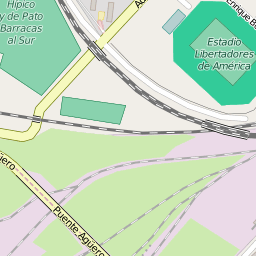 Hípico
y de Pato
Barracas
al Sur
Estadio
Libertadores
de América
Puente Agüero